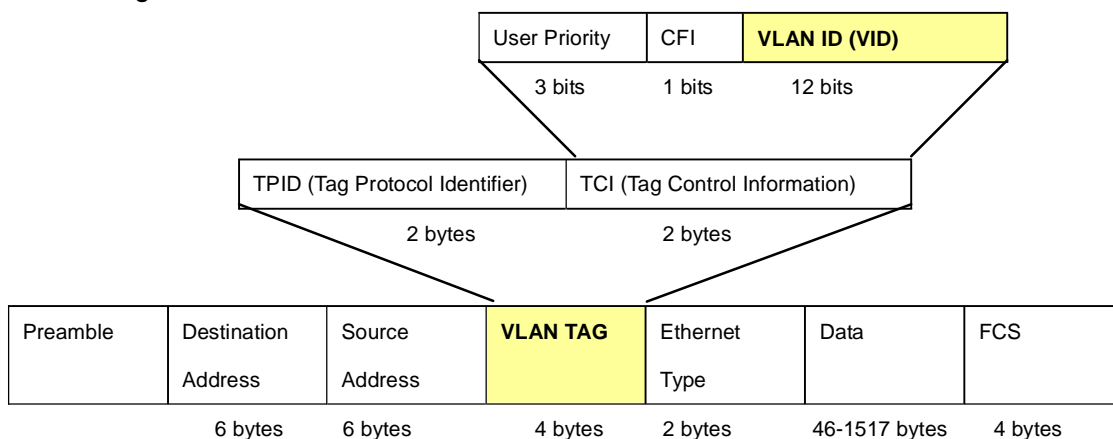 User Priority CFI VLAN ID (VID)
3 bits 1 bits 12 bits
TPID (Tag Protocol Identifier) TCI (Tag Control Information)
2 bytes 2 bytes
Preamble Destination Address Source Address VLAN TAG Ethernet Type Data FCS
6 bytes 6 bytes 4 bytes 2 bytes 46-1517 bytes 4 bytes